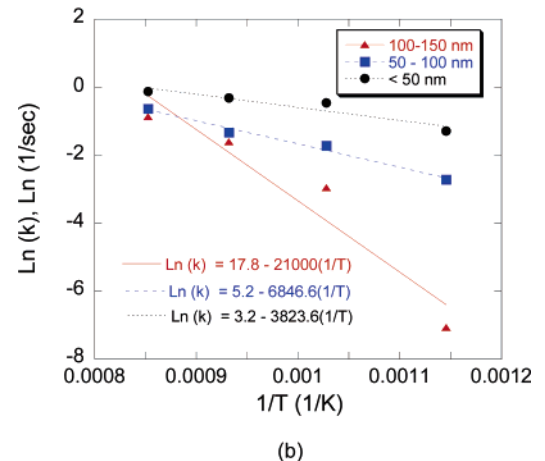 2
0
-2
-4
-6
-8
Ln (k), Ln (1/sec)
100-150 nm
50 - 100 nm
< 50 nm
Ln (k) = 17.8 - 21000(1/T)
Ln (k) = 5.2 - 6846.6(1/T)
Ln (k) = 3.2 - 3823.6(1/T)
0.0008 0.0009 0.001 0.0011 0.0012
1/T (1/K)
(b)